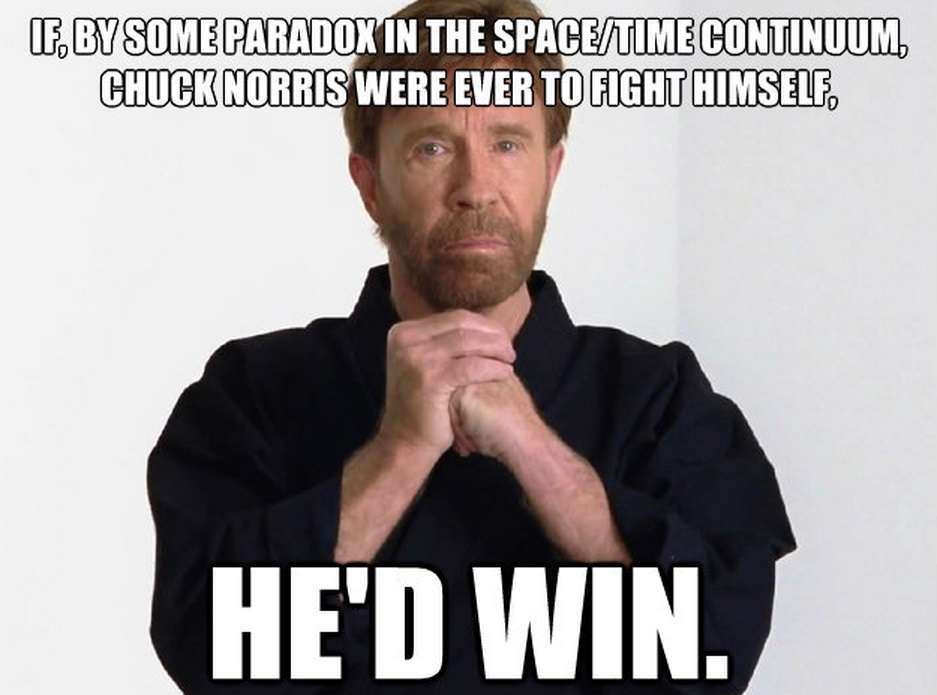 IF, BY SOME PARADOX IN THE SPACE/TIME CONTINUUM,
CHUCK NORRIS WERE EVER TO FIGHT HIMSELF,
HE'D WIN.